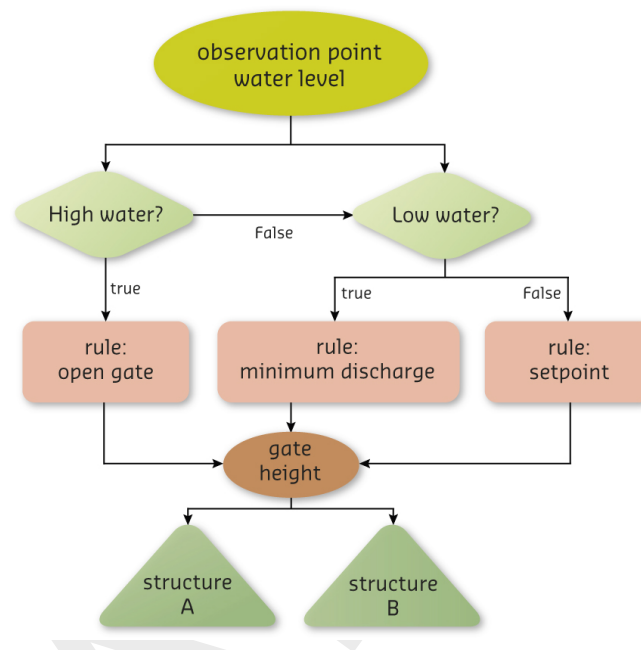 observation point
water level
High water?
False
Low water?
true
true
False
rule:
open gate
rule:
minimum discharge
rule:
setpoint
gate
height
structure
A
structure
B